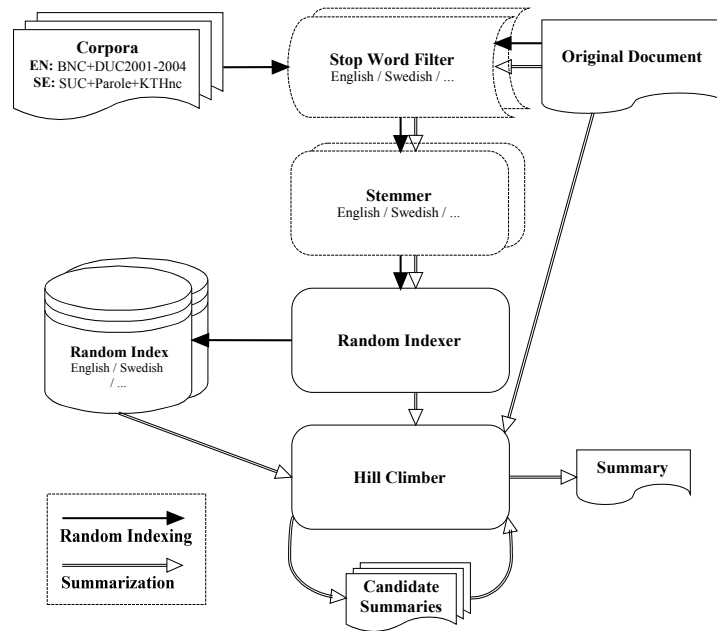 Corpora
EN: BNC+DUC2001-2004
SE: SUC+Parole+KTHnc
Stop Word Filter
English / Swedish / ...
Original Document
Stemmer
English / Swedish / ...
Random Indexer
Random Index
English / Swedish
/ ...
Hill Climber
Summary
Random Indexing
Summarization
Candidate
Summaries